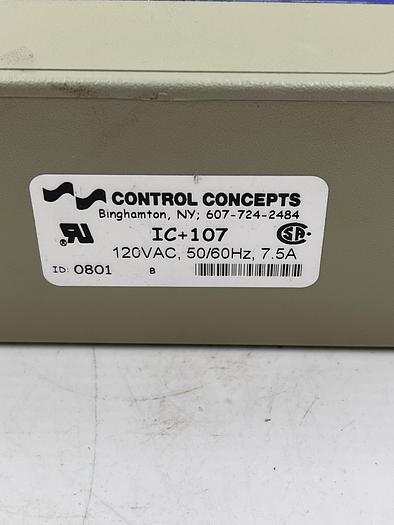 CONTROL CONCEPTS
Binghamton, NY; 607-724-2484
IC+107
120VAC, 50/60Hz, 7.5A
ID: 0801 B